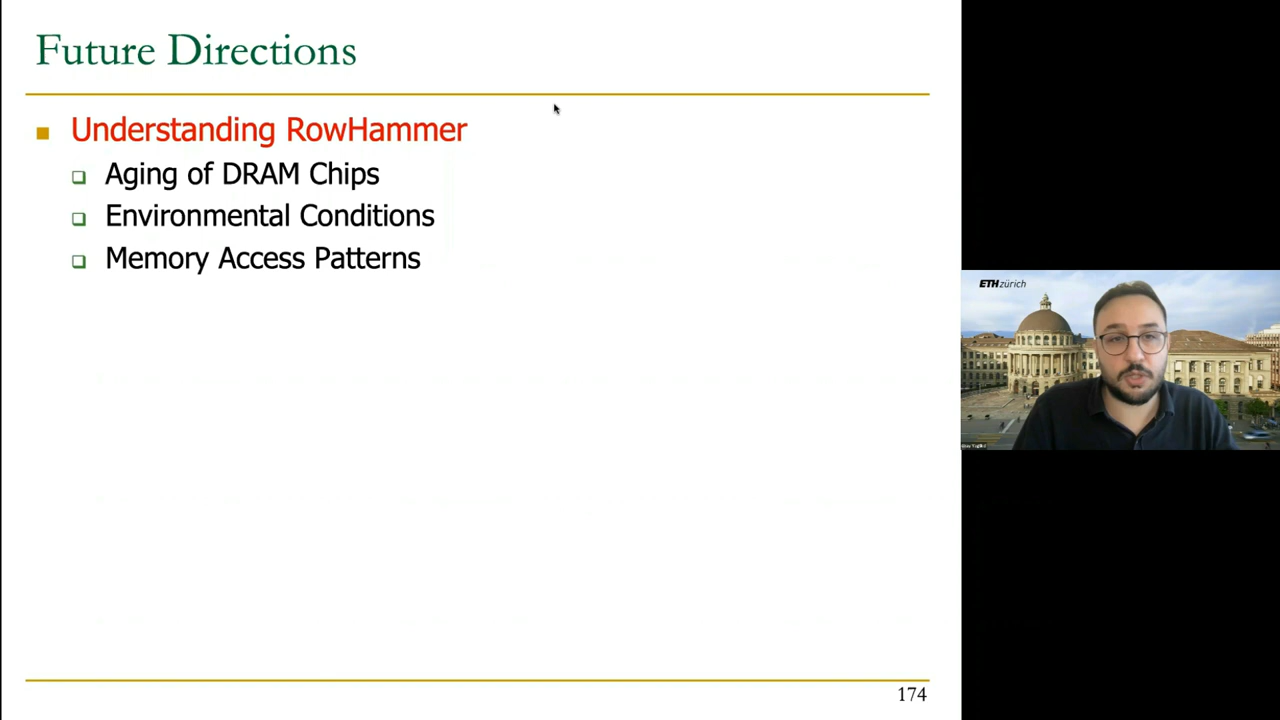 Future Directions
Understanding RowHammer
Aging of DRAM Chips
Environmental Conditions
Memory Access Patterns
174
ETH zürich